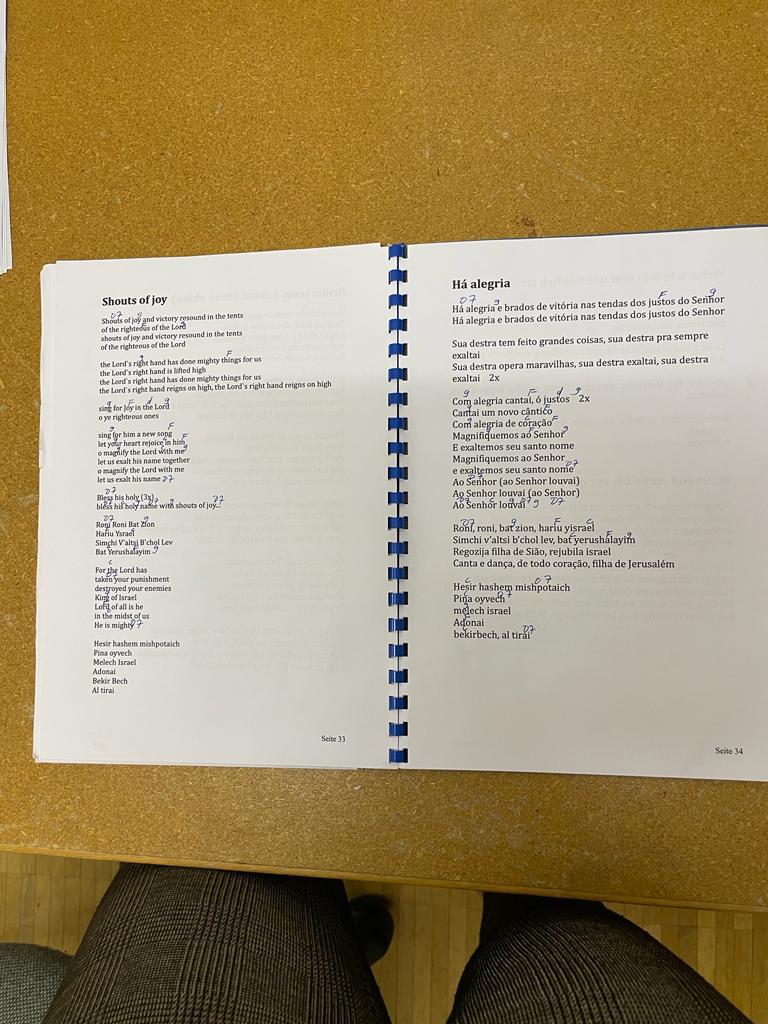 Shouts of joy
Shouts of joy and victory resound in the tents
of the righteous of the Lord
shouts of joy and victory resound in the tents
of the righteous of the Lord
the Lord's right hand has done mighty things for us
the Lord's right hand is lifted high
the Lord's right hand has done mighty things for us
the Lord's right hand reigns on high, the Lord's right hand reigns on high
sing for Joy in the Lord
o ye righteous ones
sing for him a new song
let your heart rejoice in him
o magnify the Lord with me
let us exalt his name together
o magnify the Lord with me
let us exalt his name D7
Bless his holy (3x)
bless his holy name with shouts of joy..
Roni Roni Bat Zion
Hariu Ysrael
Simchi V'altsi B'chol Lev
Bat Yerushalayim g
For the Lord has
taken your punishment
destroyed your enemies
King of Israel
Lord of all is he
in the midst of us
He is mighty
Hesir hashem mishpotaich
Pina oyvech
Melech Israel
Adonai
Bekir Bech
Al tirai
Seite 33
Há alegria
D7 g F g
Há alegria e brados de vitória nas tendas dos justos do Senhor
Há alegria e brados de vitória nas tendas dos justos do Senhor
Sua destra tem feito grandes coisas, sua destra pra sempre
exaltai
Sua destra opera maravilhas, sua destra exaltai, sua destra
exaltai 2x
g F d g
Com alegria cantai, ó justos 2x
Cantai um novo cântico
Com alegria de coração
Magnifiquemos ao Senhor
E exaltemos seu santo nome
Magnifiquemos ao Senhor
e exaltemos seu santo nome
Ao Senhor (ao Senhor louvai)
Ao Senhor louvai (ao Senhor)
Ao Senhor louvai
Roni, roni, bat zion, hariu yisrael
Simchi v'altsi b'chol lev, bat yerushalayim
Regozija filha de Sião, rejubila israel
Canta e dança, de todo coração, filha de Jerusalém
c D7
Hesir hashem mishpotaich
Pina oyvech
melech israel
Adonai
bekirbech, al tirai
Seite 34